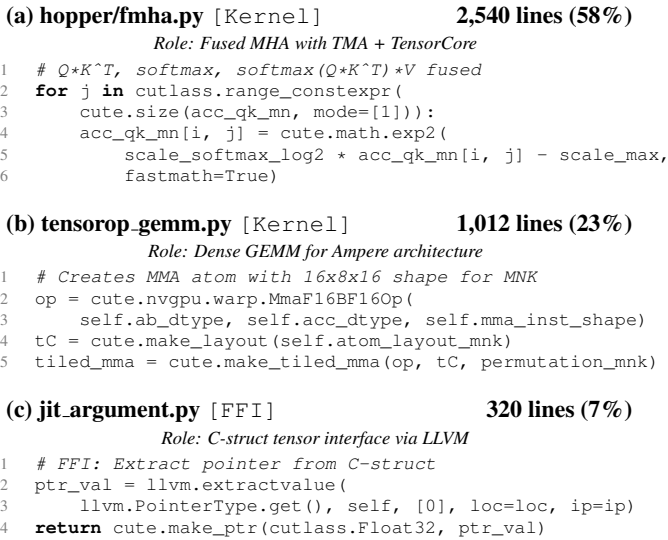 (a) hopper/fmha.py [Kernel] 2,540 lines (58%)
Role: Fused MHA with TMA + TensorCore
1 # Q*K^T, softmax, softmax(Q*K^T)*V fused
2 for j in cutlass.range_constexpr(
3     cute.size(acc_qk_mn, mode=[1])):
4     acc_qk_mn[i, j] = cute.math.exp2(
5         scale_softmax_log2 * acc_qk_mn[i, j] - scale_max,
6         fastmath=True)
(b) tensorop_gemm.py [Kernel] 1,012 lines (23%)
Role: Dense GEMM for Ampere architecture
1 # Creates MMA atom with 16x8x16 shape for MNK
2 op = cute.nvgpu.warp.MmaF16BF16Op(
3     self.ab_dtype, self.acc_dtype, self.mma_inst_shape)
4 tC = cute.make_layout(self.atom_layout_mnk)
5 tiled_mma = cute.make_tiled_mma(op, tC, permutation_mnk)
(c) jit_argument.py [FFI] 320 lines (7%)
Role: C-struct tensor interface via LLVM
1 # FFI: Extract pointer from C-struct
2 ptr_val = llvm.extractvalue(
3     llvm.PointerType.get(), self, [0], loc=loc, ip=ip)
4 return cute.make_ptr(cutlass.Float32, ptr_val)